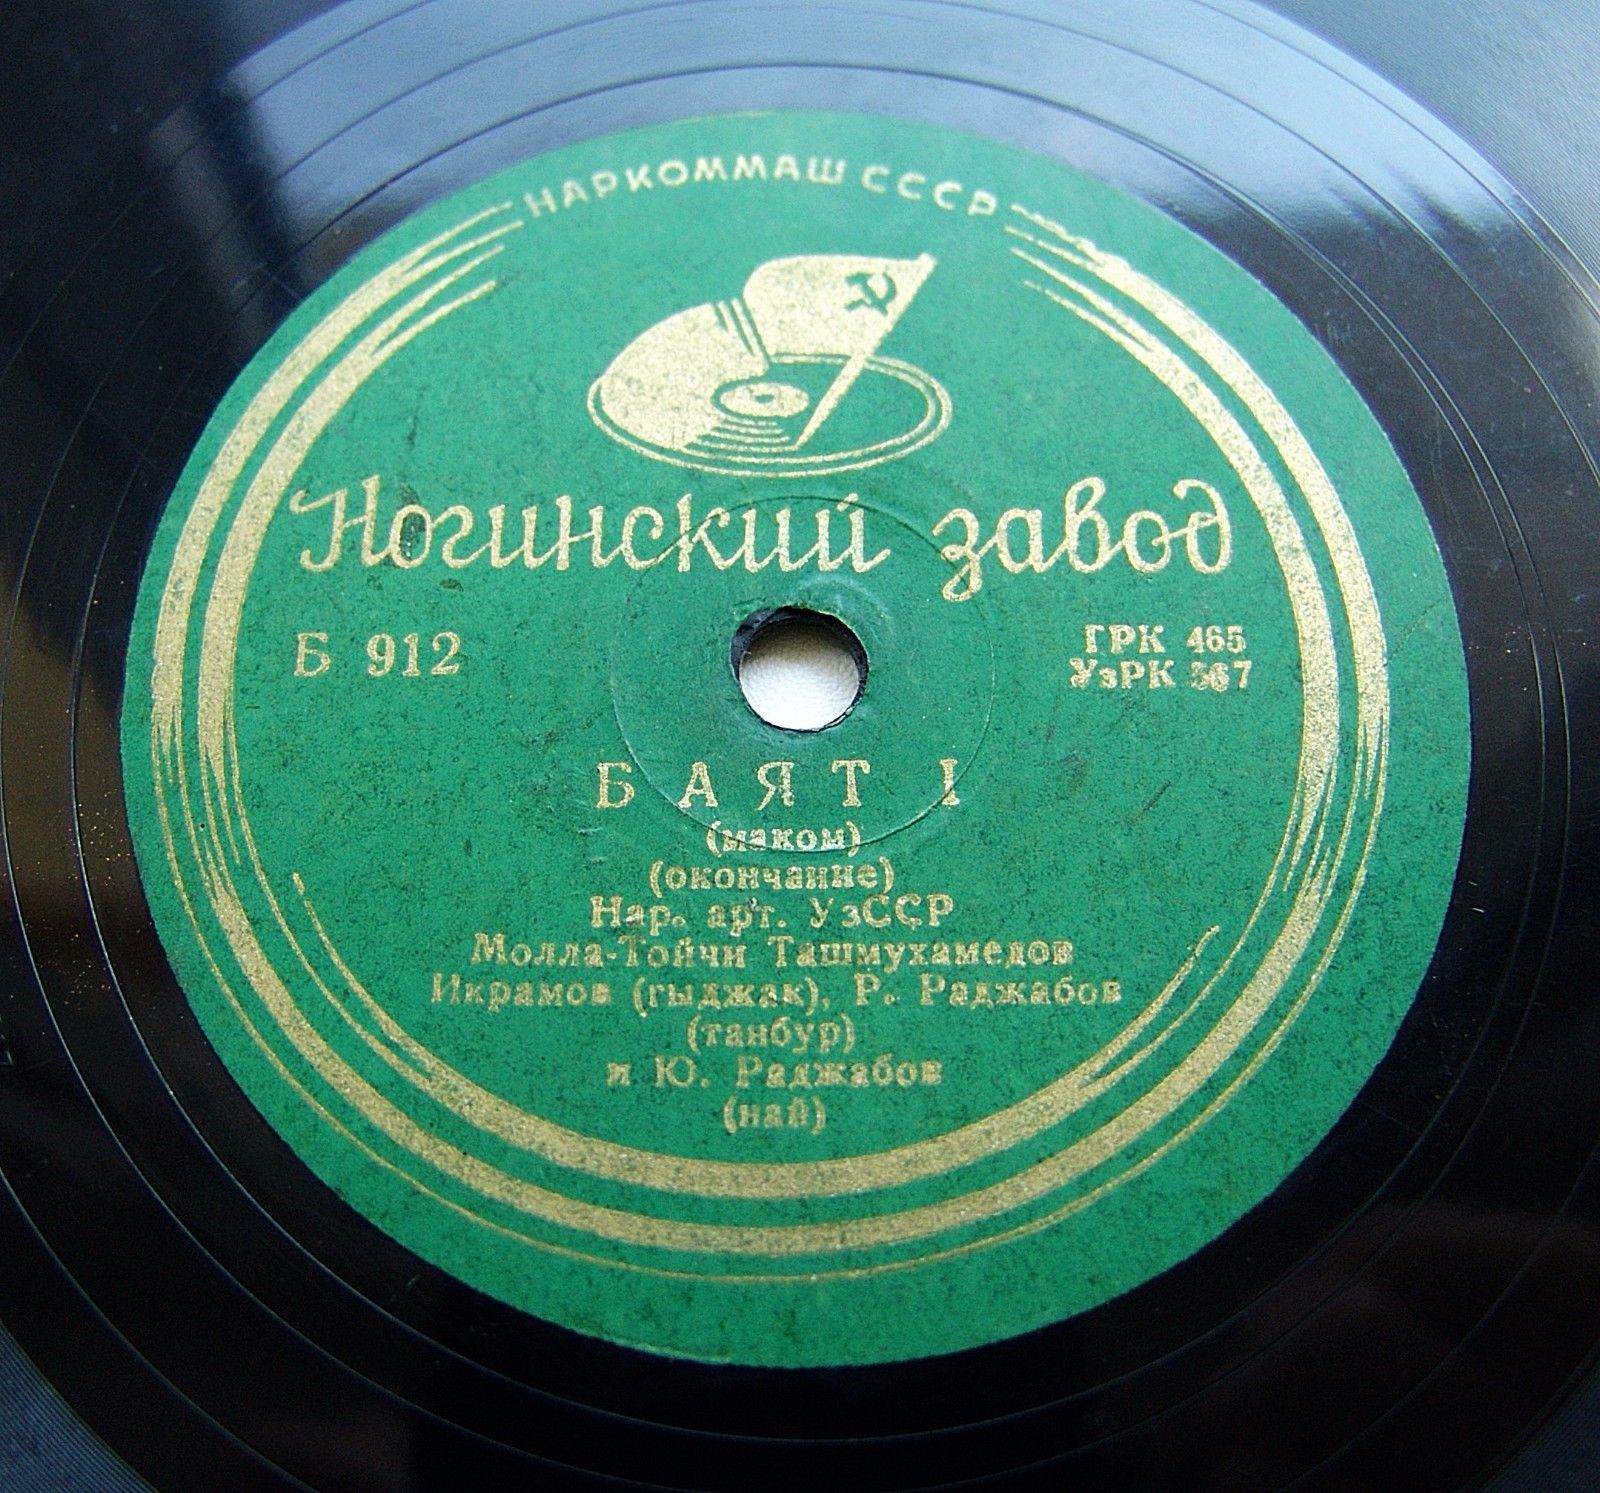 НАРКОММАШ СССР
Ногинский завод
Б 912
ГРК 465
УзРК 567
БАЯТ I
(маком)
(окончание)
Нар. арт. УзССР
Молла-Тойчи Ташмухамедов
Икрамов (гыджак), Р. Раджабов
(танбур)
и Ю. Раджабов
(най)